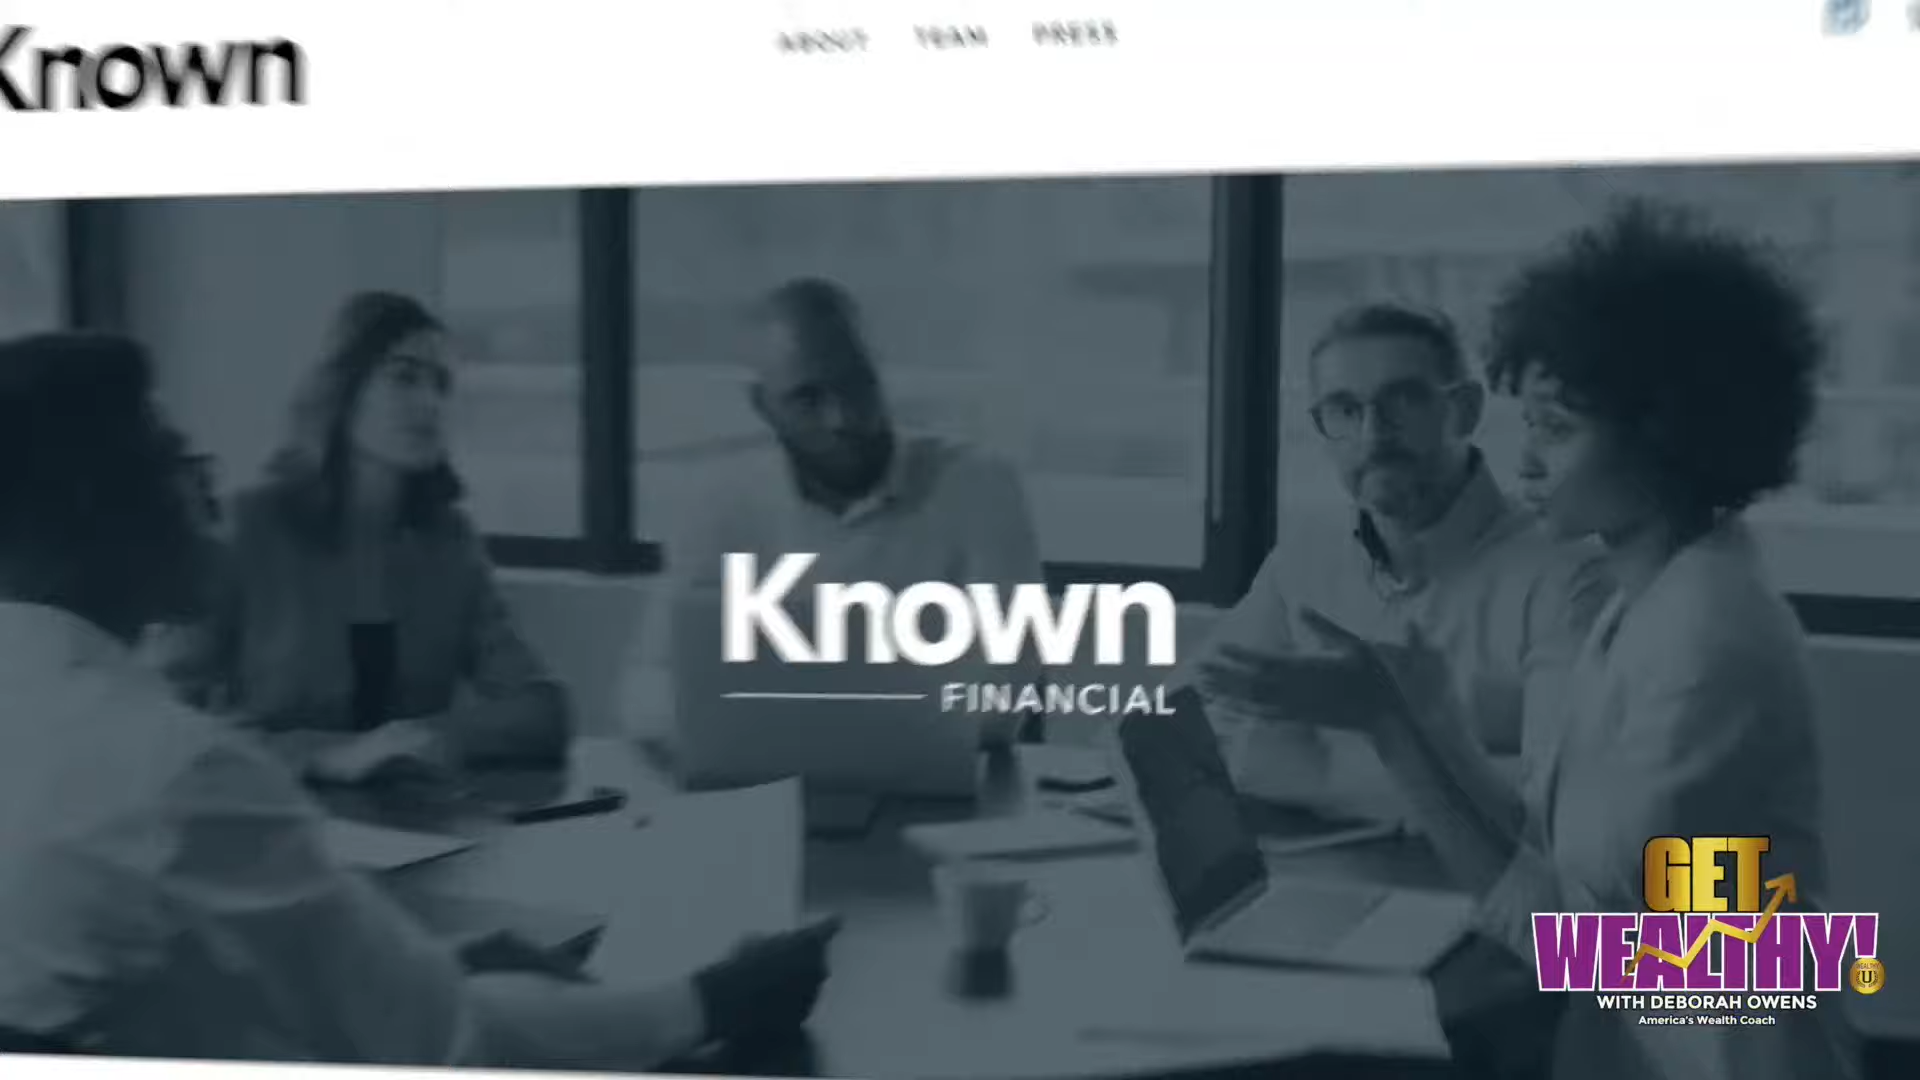 Known
ABOUT TEAM PRESS
Known
FINANCIAL
GET
WEALTHY!
U
WITH DEBORAH OWENS
America's Wealth Coach